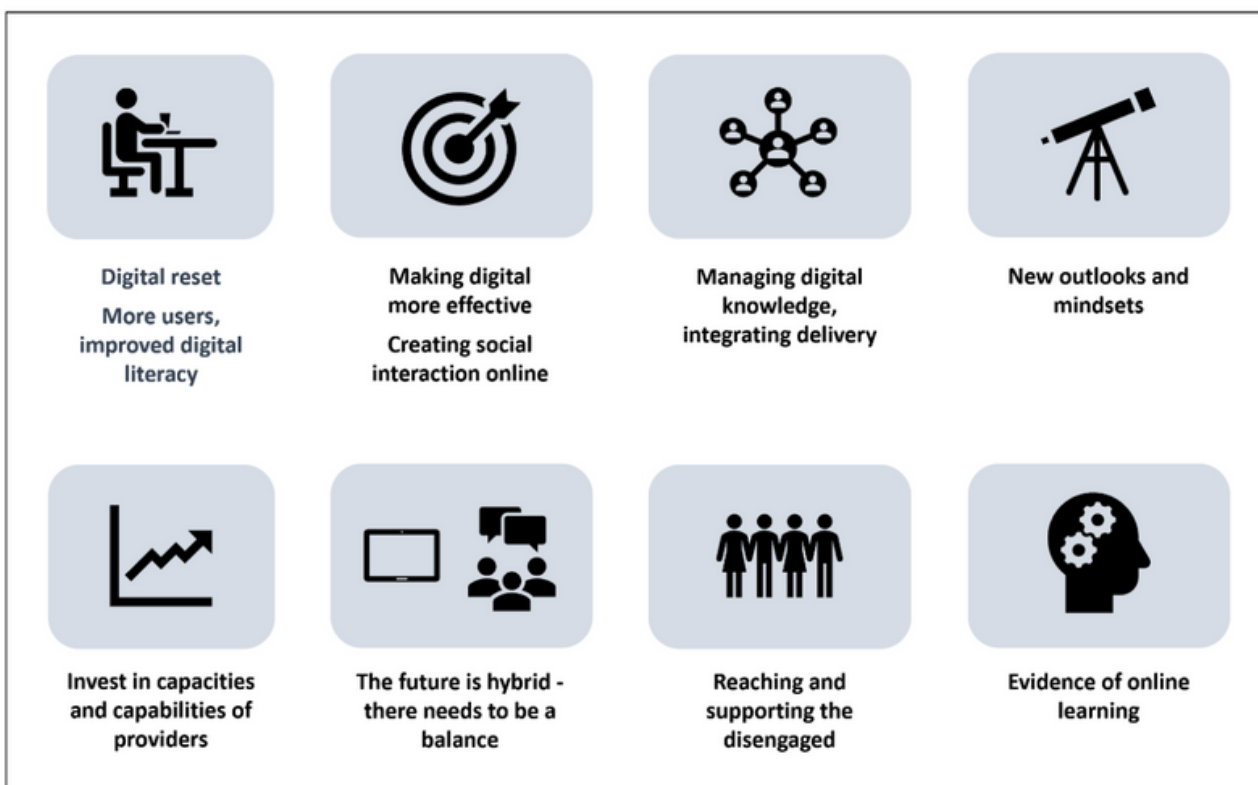 Digital reset
More users,
improved digital
literacy
Making digital
more effective
Creating social
interaction online
Managing digital
knowledge,
integrating delivery
New outlooks and
mindsets
Invest in capacities
and capabilities of
providers
The future is hybrid -
there needs to be a
balance
Reaching and
supporting the
disengaged
Evidence of online
learning